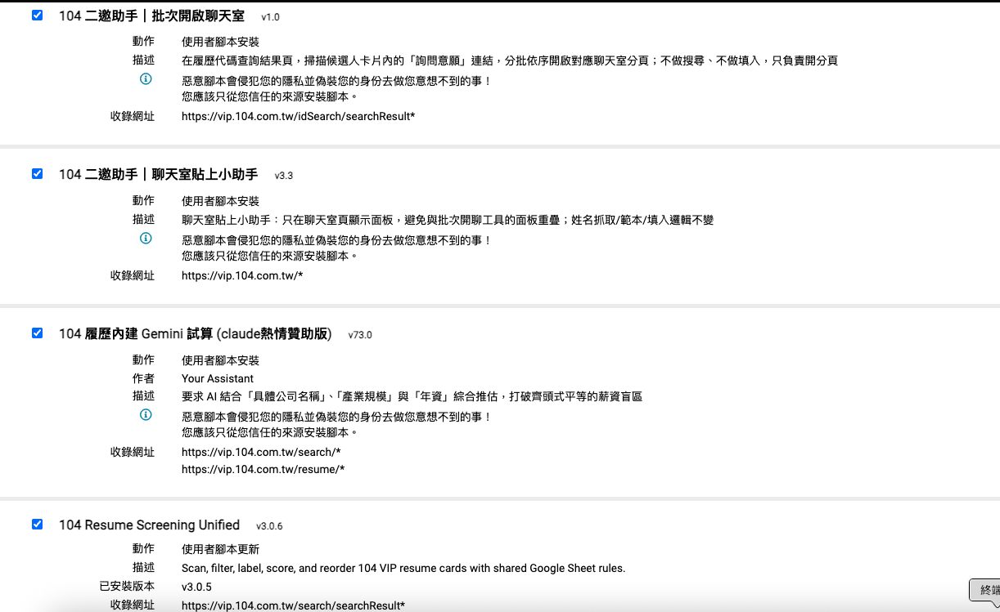 104 二邀助手｜批次開啟聊天室 v1.0
動作 使用者腳本安裝
描述 在履歷代碼查詢結果頁，掃描候選人卡片內的「詢問意願」連結，分批依序開啟對應聊天室分頁；不做搜尋、不做填入，只負責開分頁
惡意腳本會侵犯您的隱私並偽裝您的身份去做您意想不到的事！
您應該只從您信任的來源安裝腳本。
收錄網址 https://vip.104.com.tw/idSearch/searchResult*
104 二邀助手｜聊天室貼上小助手 v3.3
動作 使用者腳本安裝
描述 聊天室貼上小助手：只在聊天室頁顯示面板，避免與批次開聊工具的面板重疊；姓名抓取/範本/填入邏輯不變
惡意腳本會侵犯您的隱私並偽裝您的身份去做您意想不到的事！
您應該只從您信任的來源安裝腳本。
收錄網址 https://vip.104.com.tw/*
104 履歷內建 Gemini 試算 (claude熱情贊助版) v73.0
動作 使用者腳本安裝
作者 Your Assistant
描述 要求 AI 結合「具體公司名稱」、「產業規模」與「年資」綜合推估，打破齊頭式平等的薪資盲區
惡意腳本會侵犯您的隱私並偽裝您的身份去做您意想不到的事！
您應該只從您信任的來源安裝腳本。
收錄網址 https://vip.104.com.tw/search/*
https://vip.104.com.tw/resume/*
104 Resume Screening Unified v3.0.6
動作 使用者腳本更新
描述 Scan, filter, label, score, and reorder 104 VIP resume cards with shared Google Sheet rules.
已安裝版本 v3.0.5
終端
收錄網址 https://vip.104.com.tw/search/searchResult*